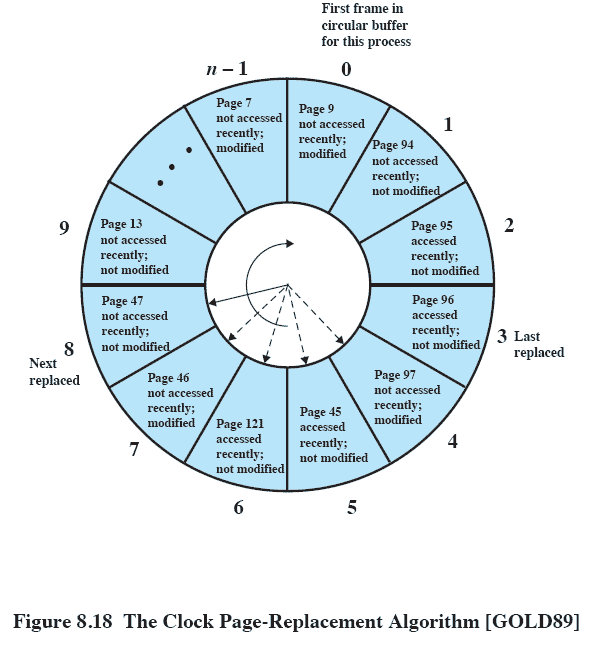 First frame in
circular buffer
for this process
n – 1
0
Page 7
not accessed
recently;
modified
Page 9
not accessed
recently;
modified
1
Page 94
not accessed
recently;
not modified
2
Page 95
accessed
recently;
not modified
3
Last
replaced
Page 96
accessed
recently;
not modified
4
Page 97
not accessed
recently;
modified
5
Page 45
accessed
recently;
not modified
6
Page 121
accessed
recently;
not modified
7
Page 46
not accessed
recently;
modified
8
Next
replaced
Page 47
not accessed
recently;
not modified
9
Page 13
not accessed
recently;
not modified
Figure 8.18 The Clock Page-Replacement Algorithm [GOLD89]